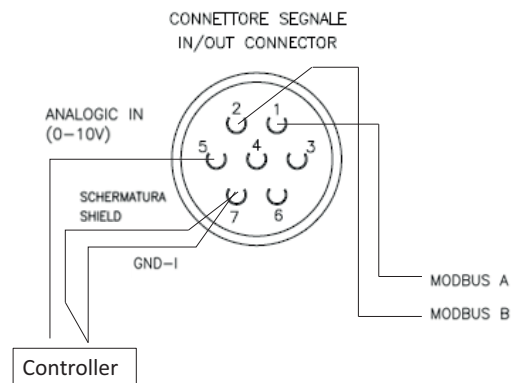 CONNETTORE SEGNALE
IN/OUT CONNECTOR
ANALOGIC IN
(0-10V)
2
1
5
4
3
SCHERMATURA
SHIELD
7
6
GND-I
MODBUS A
MODBUS B
Controller